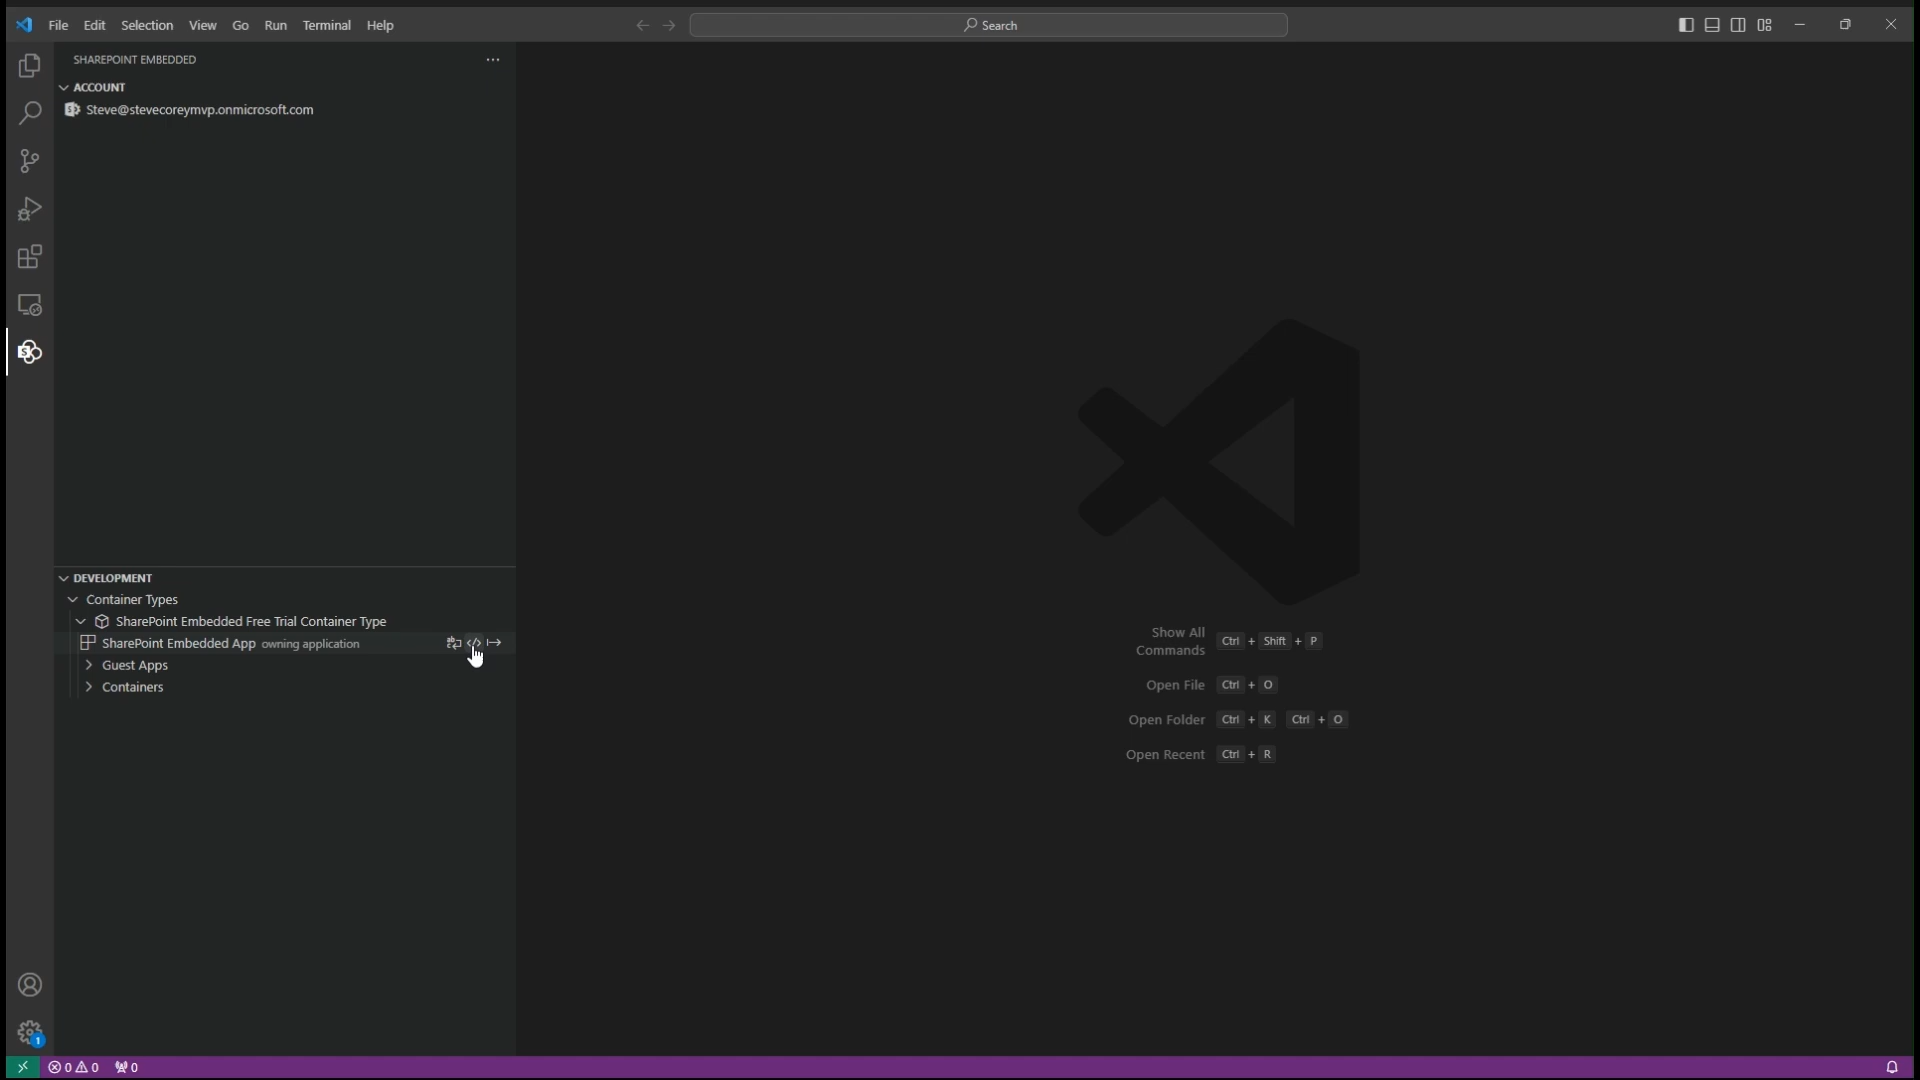 File Edit Selection View Go Run Terminal Help
Search
SHAREPOINT EMBEDDED
ACCOUNT
Steve@stevecoreymvp.onmicrosoft.com
DEVELOPMENT
Container Types
SharePoint Embedded Free Trial Container Type
SharePoint Embedded App owning application
Guest Apps
Containers
Show All
Commands Ctrl + Shift + P
Open File Ctrl + O
Open Folder Ctrl + K Ctrl + O
Open Recent Ctrl + R
1
0 0 0